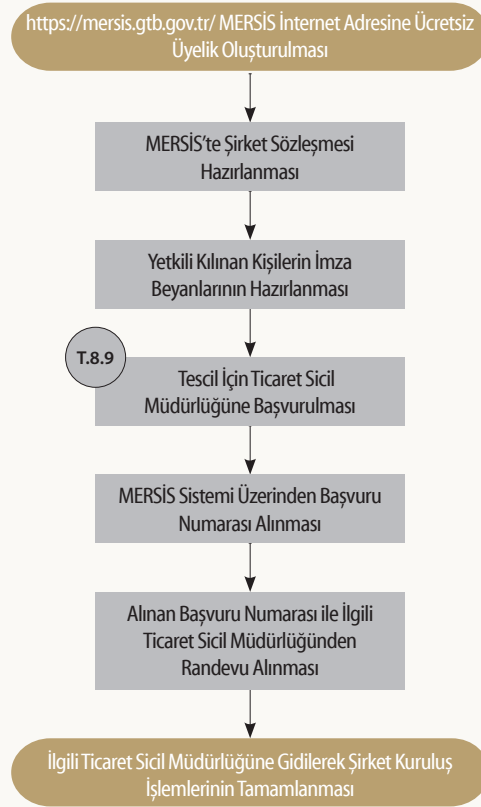 https://mersis.gtb.gov.tr/ MERSİS İnternet Adresine Ücretsiz
Üyelik Oluşturulması
MERSİS’te Şirket Sözleşmesi
Hazırlanması
Yetkili Kılınan Kişilerin İmza
Beyanlarının Hazırlanması
T.8.9
Tescil İçin Ticaret Sicil
Müdürlüğüne Başvurulması
MERSİS Sistemi Üzerinden Başvuru
Numarası Alınması
Alınan Başvuru Numarası ile İlgili
Ticaret Sicil Müdürlüğünden
Randevu Alınması
İlgili Ticaret Sicil Müdürlüğüne Gidilerek Şirket Kuruluş
İşlemlerinin Tamamlanması